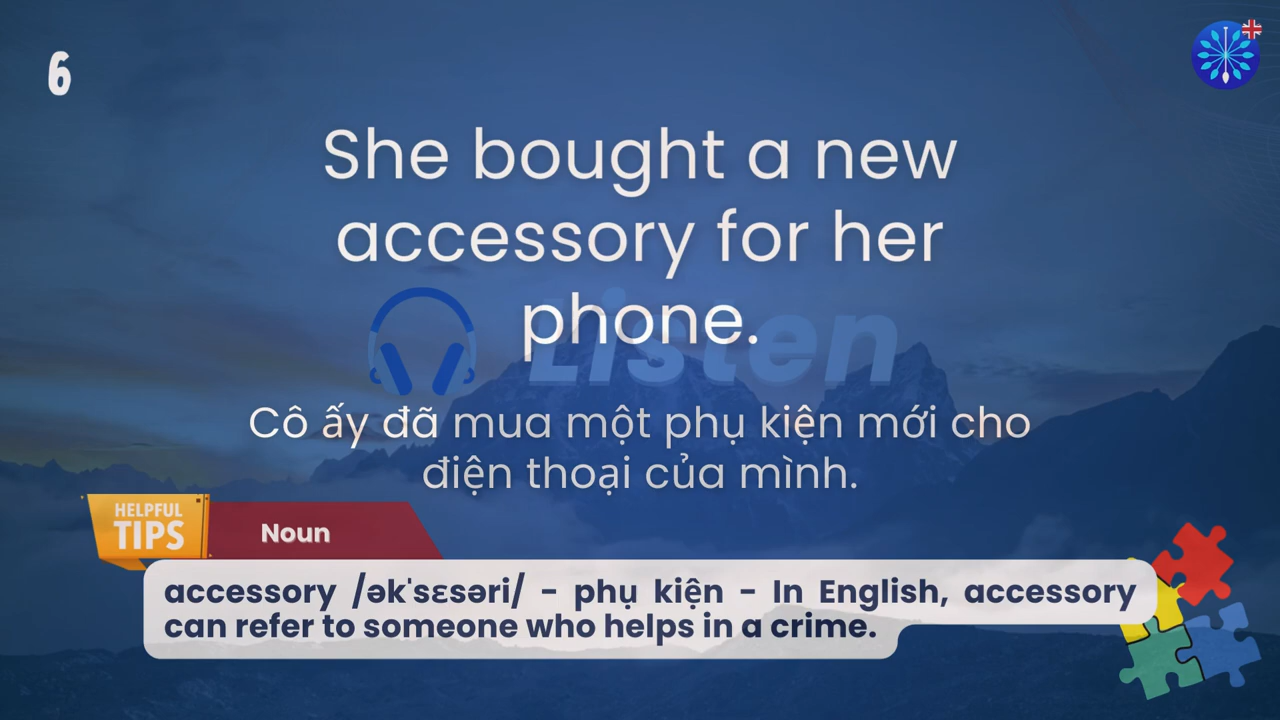 6
She bought a new
accessory for her
phone.
Listen
Cô ấy đã mua một phụ kiện mới cho
điện thoại của mình.
HELPFUL
TIPS
Noun
accessory /əkˈsɛsəri/ - phụ kiện - In English, accessory
can refer to someone who helps in a crime.